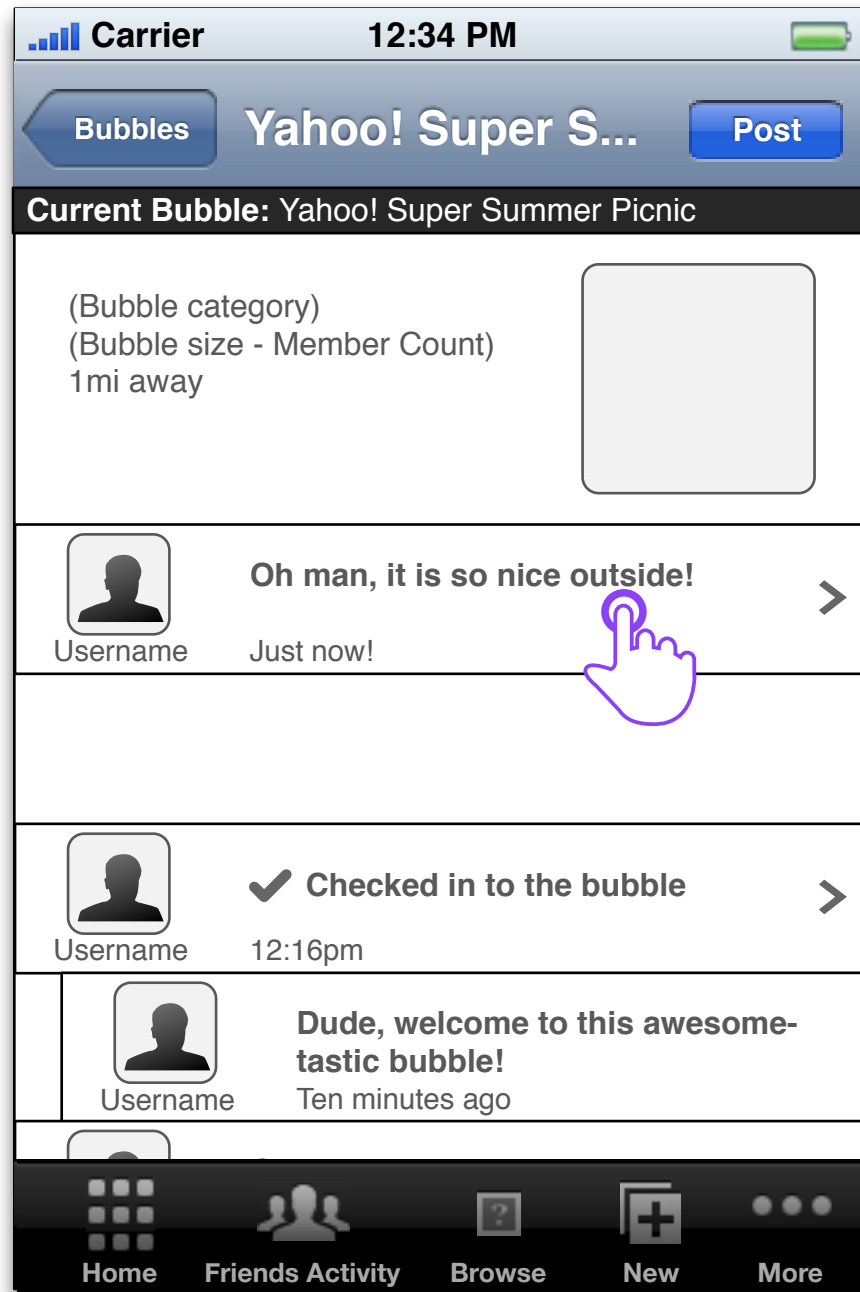 Carrier 12:34 PM
Bubbles Yahoo! Super S... Post
Current Bubble: Yahoo! Super Summer Picnic
(Bubble category)
(Bubble size - Member Count)
1mi away
Oh man, it is so nice outside!
Username Just now!
Checked in to the bubble
Username 12:16pm
Dude, welcome to this awesome-
tastic bubble!
Username Ten minutes ago
?
Home Friends Activity Browse New More